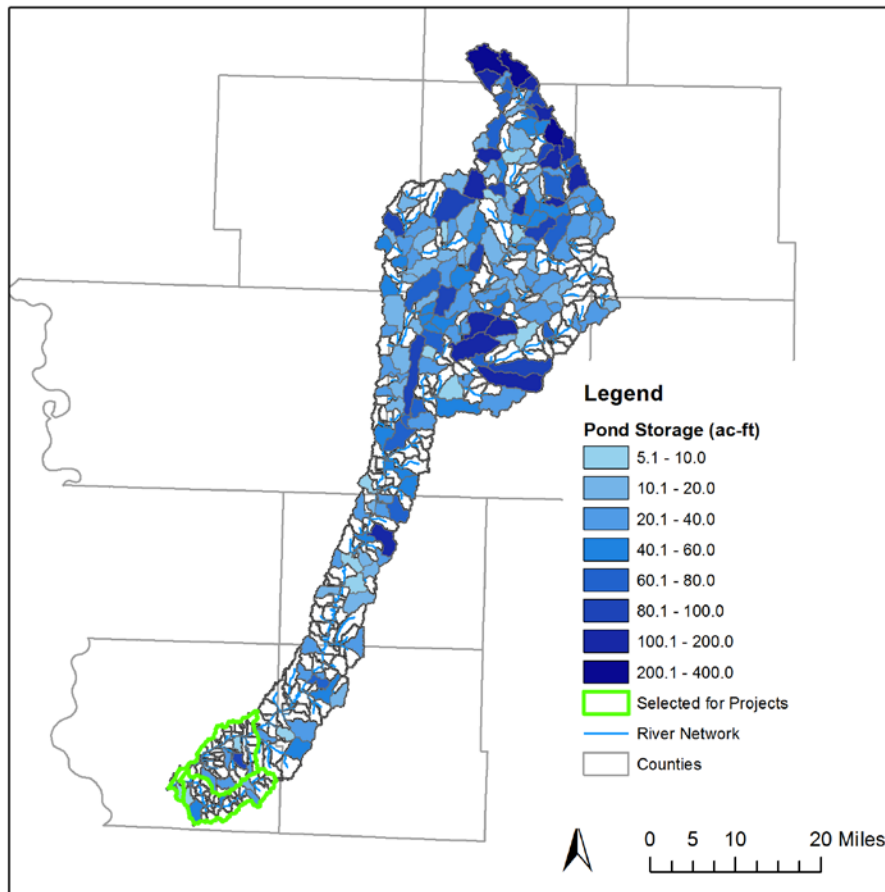 Legend
Pond Storage (ac-ft)
5.1 - 10.0
10.1 - 20.0
20.1 - 40.0
40.1 - 60.0
60.1 - 80.0
80.1 - 100.0
100.1 - 200.0
200.1 - 400.0
Selected for Projects
River Network
Counties
0 5 10 20 Miles